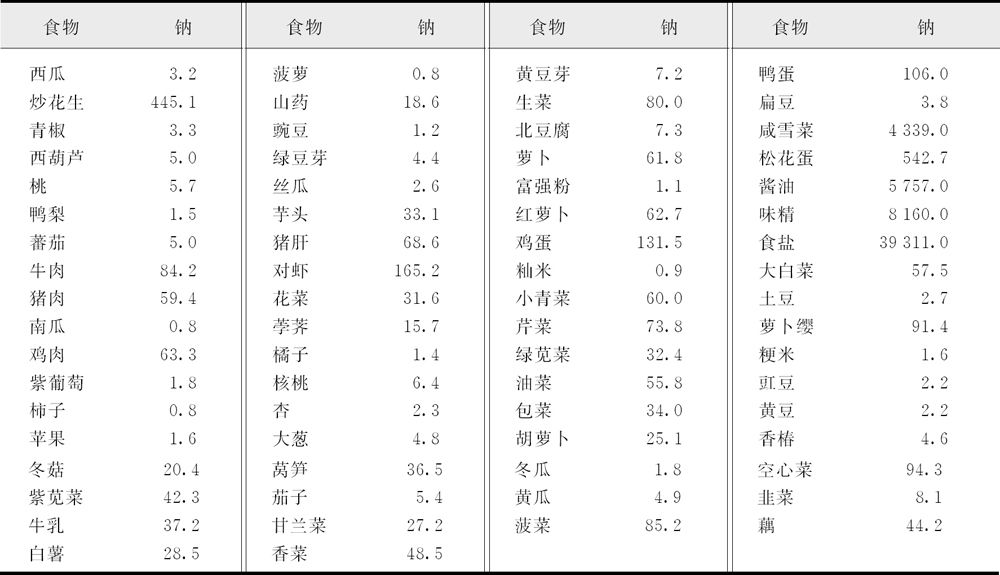 食物 钠 食物 钠 食物 钠 食物 钠
西瓜 3.2 菠萝 0.8 黄豆芽 7.2 鸭蛋 106.0
炒花生 445.1 山药 18.6 生菜 80.0 扁豆 3.8
青椒 3.3 豌豆 1.2 北豆腐 7.3 咸雪菜 4 339.0
西葫芦 5.0 绿豆芽 4.4 萝卜 61.8 松花蛋 542.7
桃 5.7 丝瓜 2.6 富强粉 1.1 酱油 5 757.0
鸭梨 1.5 芋头 33.1 红萝卜 62.7 味精 8 160.0
蕃茄 5.0 猪肝 68.6 鸡蛋 131.5 食盐 39 311.0
牛肉 84.2 对虾 165.2 籼米 0.9 大白菜 57.5
猪肉 59.4 花菜 31.6 小青菜 60.0 土豆 2.7
南瓜 0.8 荸荠 15.7 芹菜 73.8 萝卜缨 91.4
鸡肉 63.3 橘子 1.4 绿苋菜 32.4 粳米 1.6
紫葡萄 1.8 核桃 6.4 油菜 55.8 豇豆 2.2
柿子 0.8 杏 2.3 包菜 34.0 黄豆 2.2
苹果 1.6 大葱 4.8 胡萝卜 25.1 香椿 4.6
冬菇 20.4 莴笋 36.5 冬瓜 1.8 空心菜 94.3
紫苋菜 42.3 茄子 5.4 黄瓜 4.9 韭菜 8.1
牛乳 37.2 甘兰菜 27.2 菠菜 85.2 藕 44.2
白薯 28.5 香菜 48.5